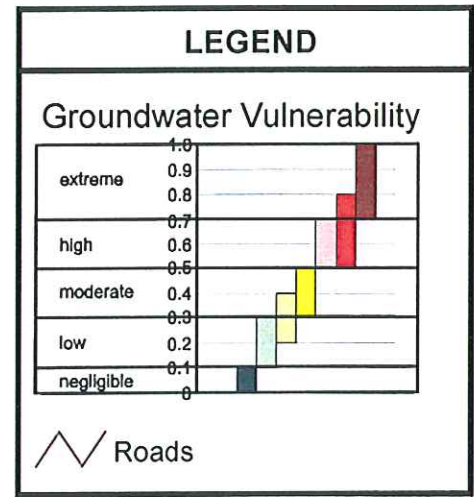 LEGEND
Groundwater Vulnerability
1.0
extreme 0.9
0.8
0.7
high 0.6
0.5
moderate 0.4
0.3
low 0.2
0.1
negligible
0
Roads